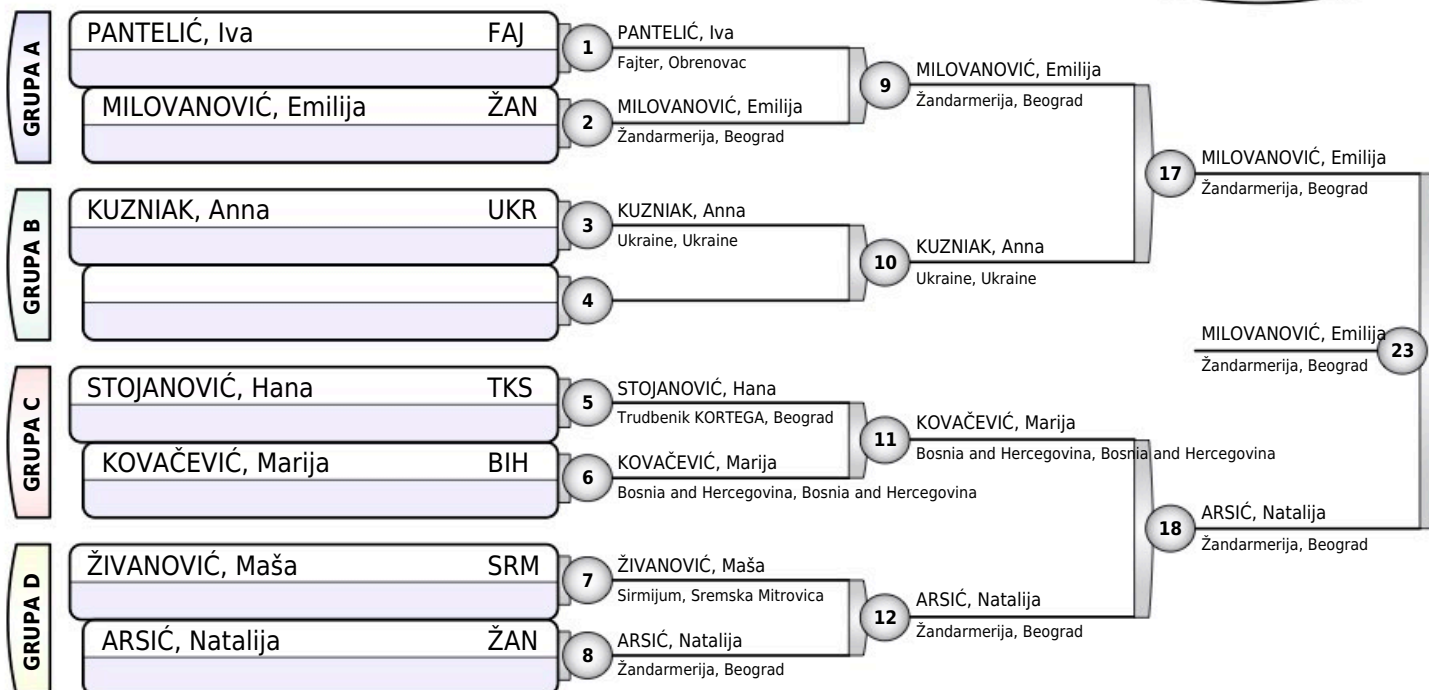 GRUPA A
PANTELIĆ, Iva FAJ
MILOVANOVIĆ, Emilija ŽAN
1
PANTELIĆ, Iva
Fajter, Obrenovac
2
MILOVANOVIĆ, Emilija
Žandarmerija, Beograd
9
MILOVANOVIĆ, Emilija
Žandarmerija, Beograd
GRUPA B
KUZNIAK, Anna UKR
3
KUZNIAK, Anna
Ukraine, Ukraine
4
10
KUZNIAK, Anna
Ukraine, Ukraine
17
MILOVANOVIĆ, Emilija
Žandarmerija, Beograd
GRUPA C
STOJANOVIĆ, Hana TKS
KOVAČEVIĆ, Marija BIH
5
STOJANOVIĆ, Hana
Trudbenik KORTEGA, Beograd
6
KOVAČEVIĆ, Marija
Bosnia and Hercegovina, Bosnia and Hercegovina
11
KOVAČEVIĆ, Marija
Bosnia and Hercegovina, Bosnia and Hercegovina
GRUPA D
ŽIVANOVIĆ, Maša SRM
ARSIĆ, Natalija ŽAN
7
ŽIVANOVIĆ, Maša
Sirmijum, Sremska Mitrovica
8
ARSIĆ, Natalija
Žandarmerija, Beograd
12
ARSIĆ, Natalija
Žandarmerija, Beograd
18
ARSIĆ, Natalija
Žandarmerija, Beograd
MILOVANOVIĆ, Emilija
Žandarmerija, Beograd
23